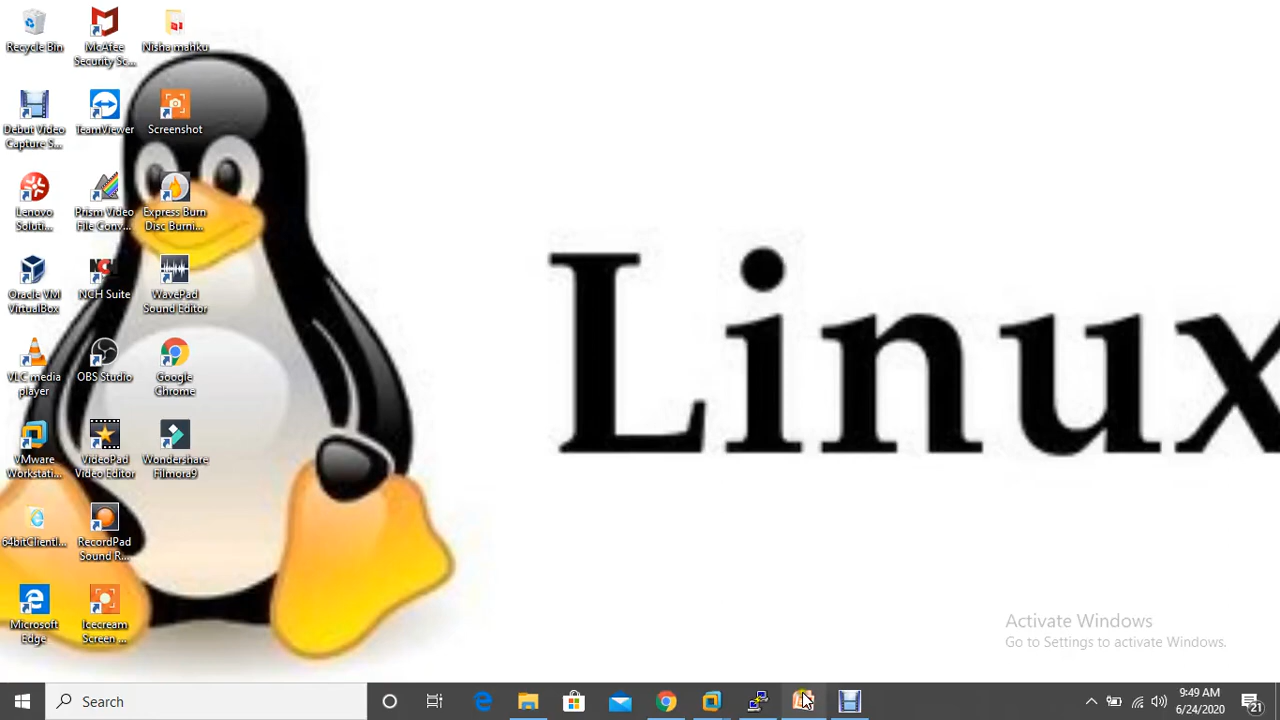 Recycle Bin
McAfee
Security Sc...
Nisha mahku
Debut Video
Capture S...
TeamViewer
Screenshot
Lenovo
Soluti...
Prism Video
File Conv...
Express Burn
Disc Burni...
Oracle VM
VirtualBox
NCH Suite
WavePad
Sound Editor
VLC media
player
OBS Studio
Google
Chrome
VMware
Workstati...
VideoPad
Video Editor
Wondershare
Filmora9
64bitClientI...
RecordPad
Sound R...
Microsoft
Edge
Icecream
Screen ...
Linux
Activate Windows
Go to Settings to activate Windows.
Search
9:49 AM
6/24/2020
21